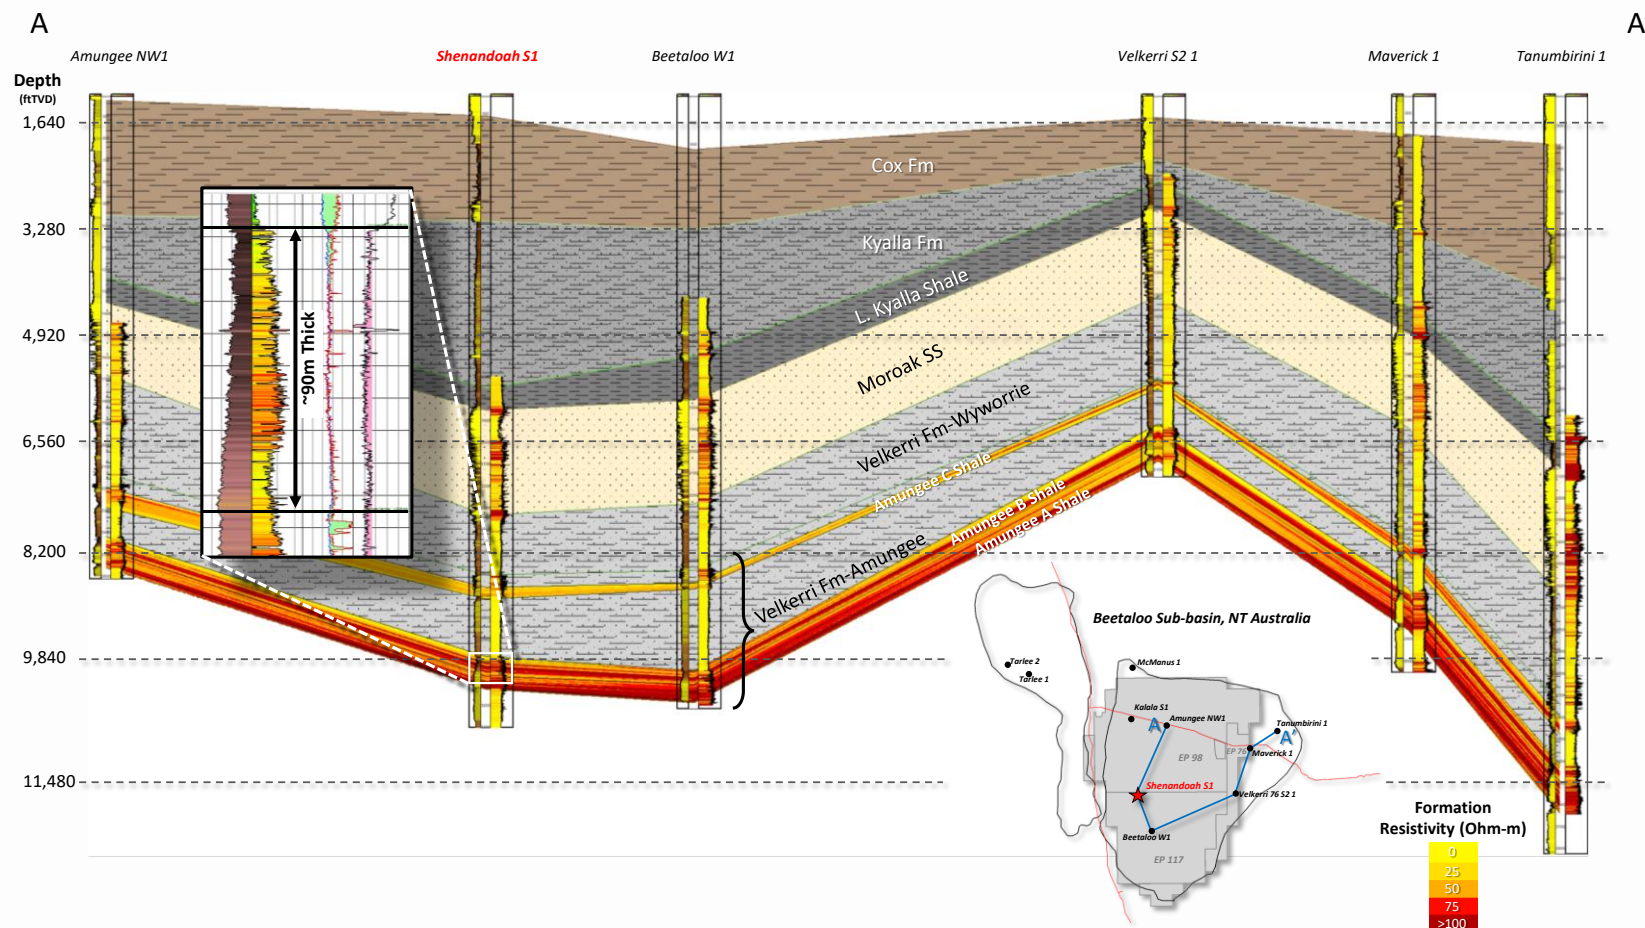 A
A
Amungee NW1
Shenandoah S1
Beetaloo W1
Velkerri S2 1
Maverick 1
Tanumbirini 1
Depth
(ftTVD)
1,640
3,280
4,920
6,560
8,200
9,840
11,480
Cox Fm
Kyalla Fm
L. Kyalla Shale
Moroak SS
Velkerri Fm-Wyworrie
Amungee C Shale
Amungee B Shale
Amungee A Shale
Velkerri Fm-Amungee
~90m Thick
Beetaloo Sub-basin, NT Australia
Tarlee 2
Tarlee 1
McManus 1
Kalala S1
A
Amungee NW1
Tanumbirini 1
A'
EP 98
EP 76
Maverick 1
Shenandoah S1
Velkerri 76 S2 1
Beetaloo W1
EP 117
Formation
Resistivity (Ohm-m)
0
25
50
75
>100